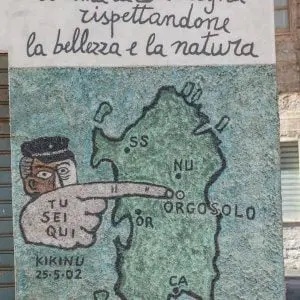 rispettandone
la bellezza e la natura
SS
NU
ORGOSOLO
TU
SEI
QUI
OR
KIKINU
25.5.02
CA